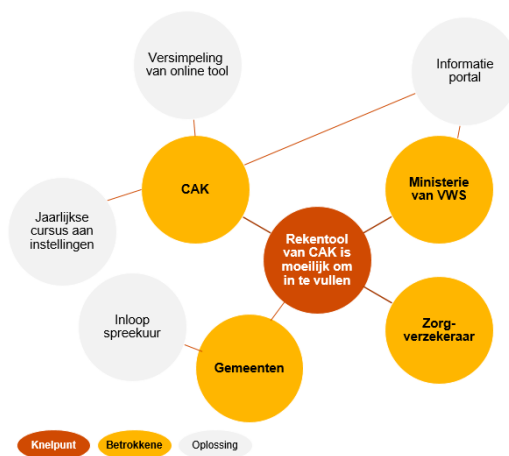 Versimpeling
van online tool
Informatie
portal
CAK
Ministerie
van VWS
Jaarlijkse
cursus aan
instellingen
Rekentool
van CAK is
moeilijk om
in te vullen
Inloop
spreekuur
Zorg-
verzekeraar
Gemeenten
Knelpunt
Betrokkene
Oplossing